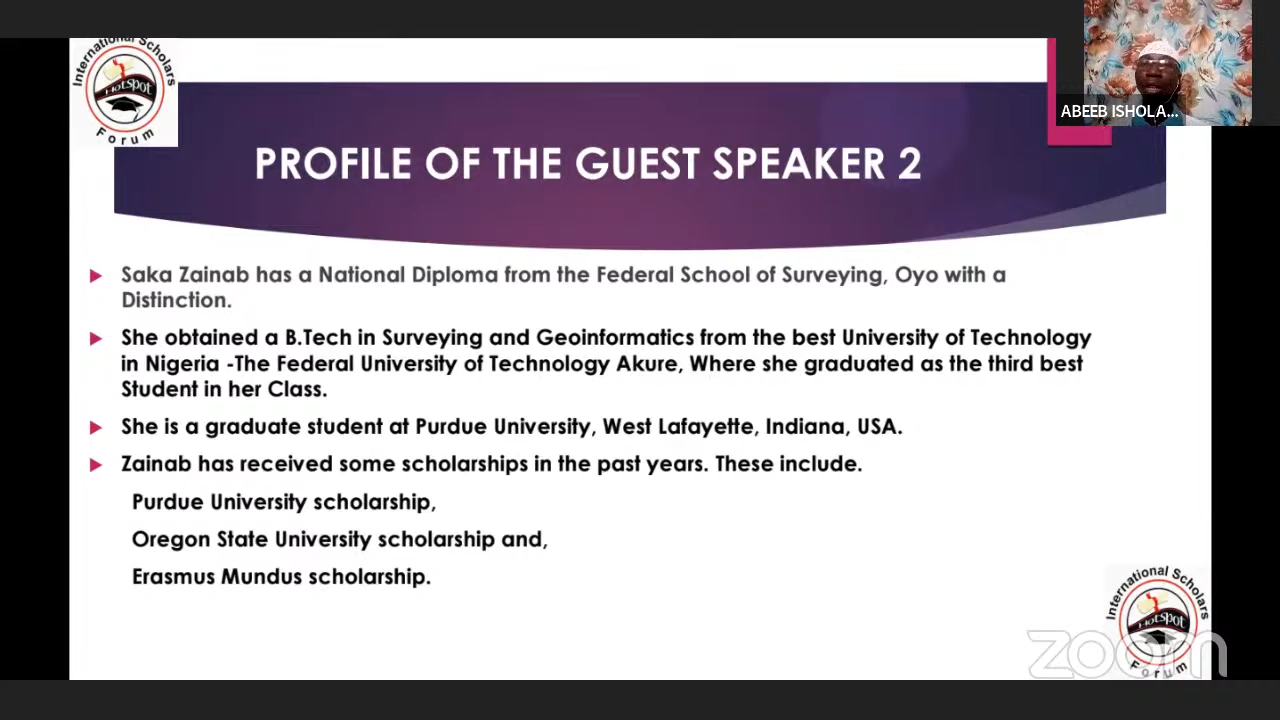 International Scholars
Hotspot
Forum
ABEEB ISHOLA...
PROFILE OF THE GUEST SPEAKER 2
Saka Zainab has a National Diploma from the Federal School of Surveying, Oyo with a
Distinction.
She obtained a B.Tech in Surveying and Geoinformatics from the best University of Technology
in Nigeria -The Federal University of Technology Akure, Where she graduated as the third best
Student in her Class.
She is a graduate student at Purdue University, West Lafayette, Indiana, USA.
Zainab has received some scholarships in the past years. These include.
Purdue University scholarship,
Oregon State University scholarship and,
Erasmus Mundus scholarship.
International Scholars
Hotspot
Forum
zoom